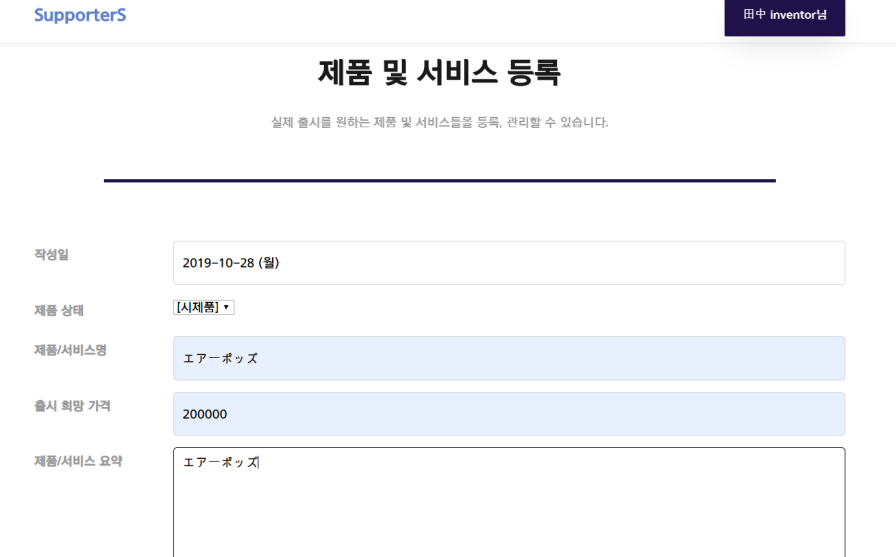 SupporterS
田中 inventor님
제품 및 서비스 등록
실제 출시를 원하는 제품 및 서비스들을 등록, 관리할 수 있습니다.
작성일
2019-10-28 (월)
제품 상태
[시제품]
제품/서비스명
エアーポッズ
출시 희망 가격
200000
제품/서비스 요약
エアーポッズ